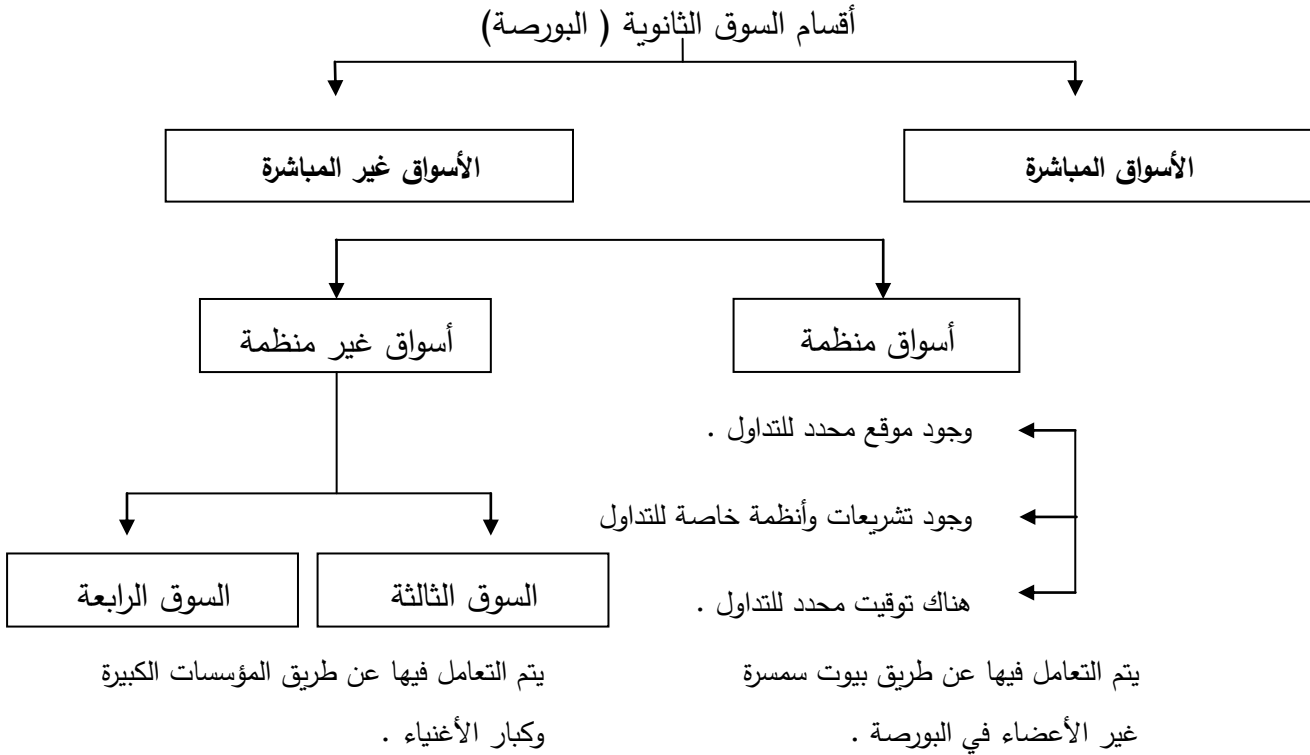 أقسام السوق الثانوية ( البورصة)
الأسواق المباشرة
الأسواق غير المباشرة
أسواق منظمة
أسواق غير منظمة
وجود موقع محدد للتداول .
وجود تشريعات وأنظمة خاصة للتداول
هناك توقيت محدد للتداول .
السوق الثالثة
السوق الرابعة
يتم التعامل فيها عن طريق بيوت سمسرة
غير الأعضاء في البورصة .
يتم التعامل فيها عن طريق المؤسسات الكبيرة
وكبار الأغنياء .